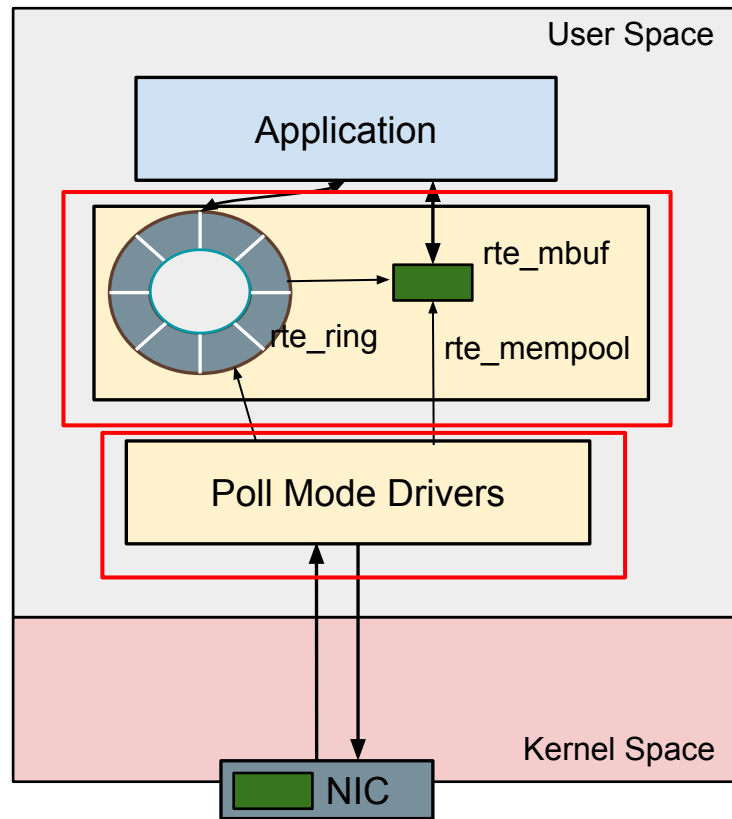 User Space
Application
rte_mbuf
rte_ring
rte_mempool
Poll Mode Drivers
Kernel Space
NIC